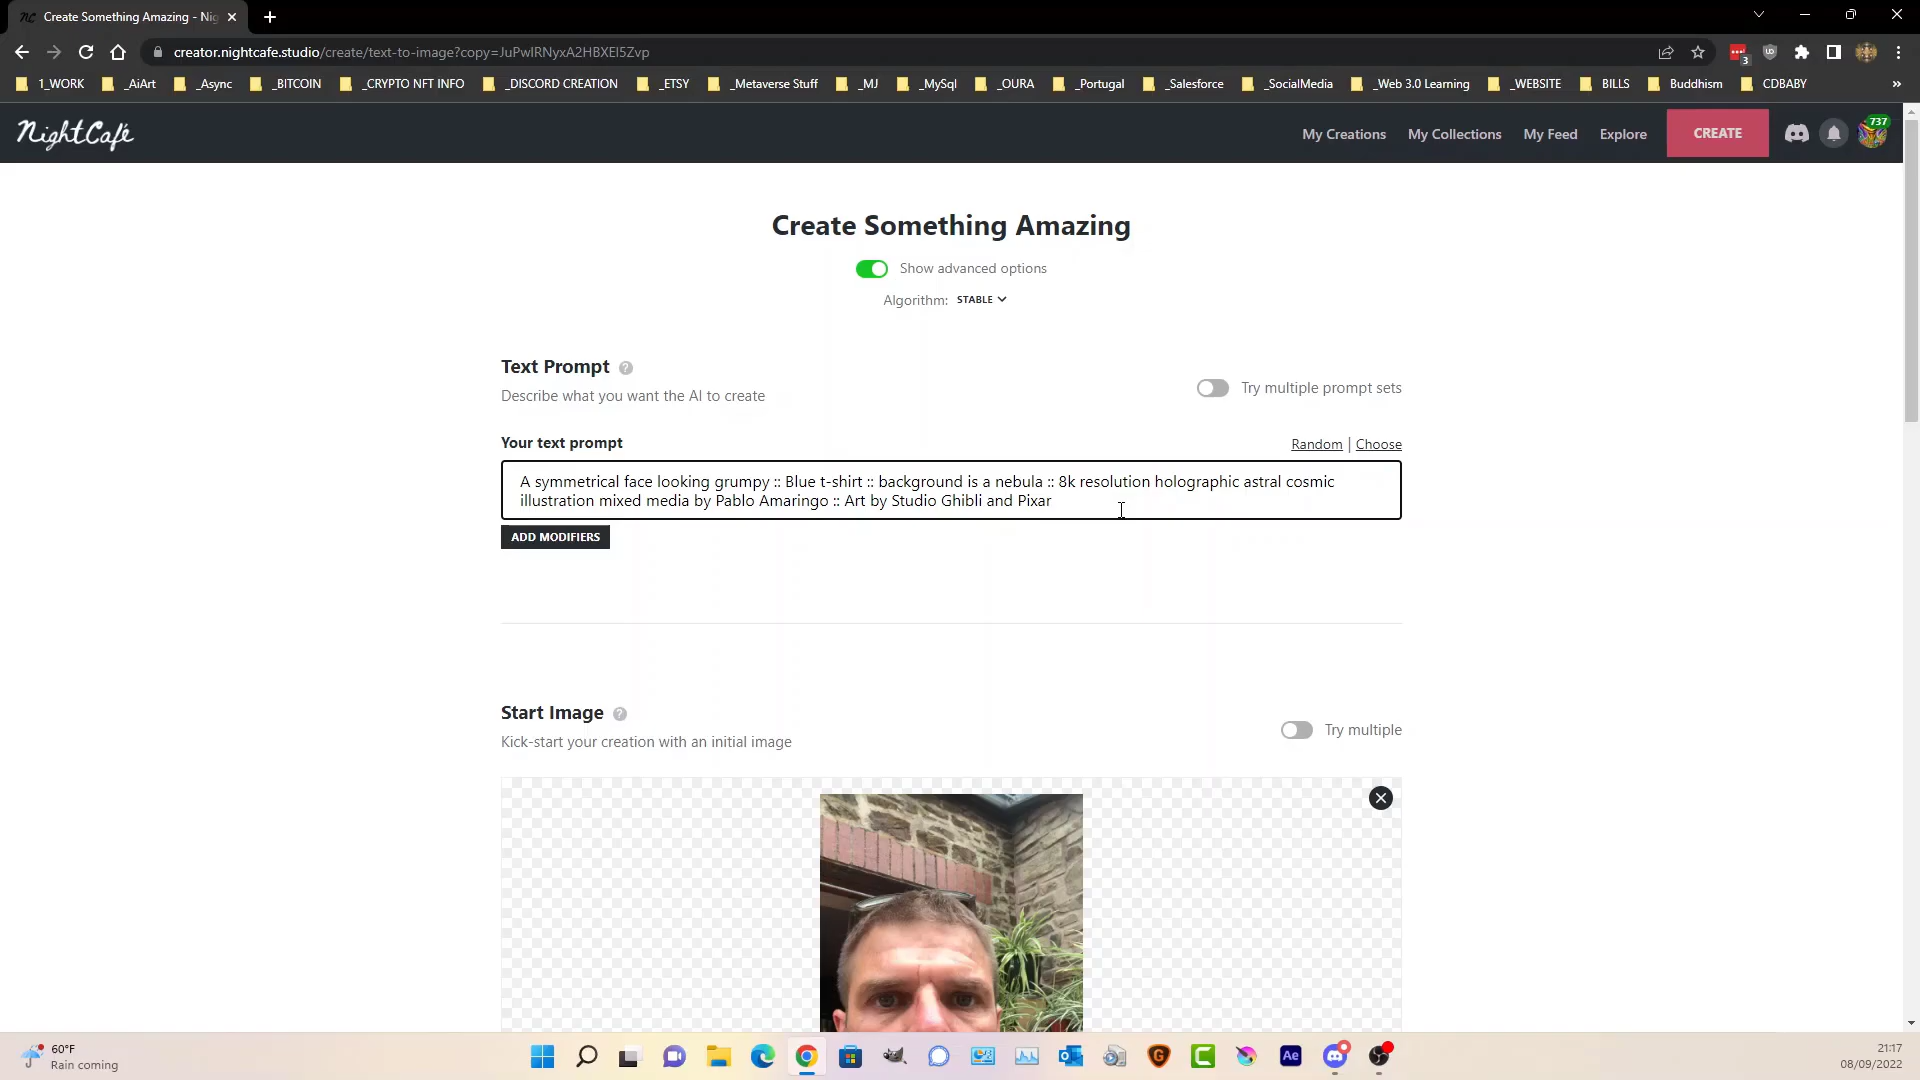 Create Something Amazing - Nig
creator.nightcafe.studio/create/text-to-image?copy=JuPwlRNyxA2HBXEl5Zvp
3
1_WORK _AiArt _Async _BITCOIN _CRYPTO NFT INFO _DISCORD CREATION _ETSY _Metaverse Stuff _MJ _MySql _OURA _Portugal _Salesforce _SocialMedia _Web 3.0 Learning _WEBSITE BILLS Buddhism CDBABY »
NightCafé My Creations My Collections My Feed Explore CREATE 737
Create Something Amazing
Show advanced options
Algorithm: STABLE
Text Prompt ?
Describe what you want the AI to create
Try multiple prompt sets
Your text prompt
Random | Choose
A symmetrical face looking grumpy :: Blue t-shirt :: background is a nebula :: 8k resolution holographic astral cosmic
illustration mixed media by Pablo Amaringo :: Art by Studio Ghibli and Pixar
ADD MODIFIERS
Start Image ?
Kick-start your creation with an initial image
Try multiple
60°F
Rain coming
G
C
Ae
21:17
08/09/2022